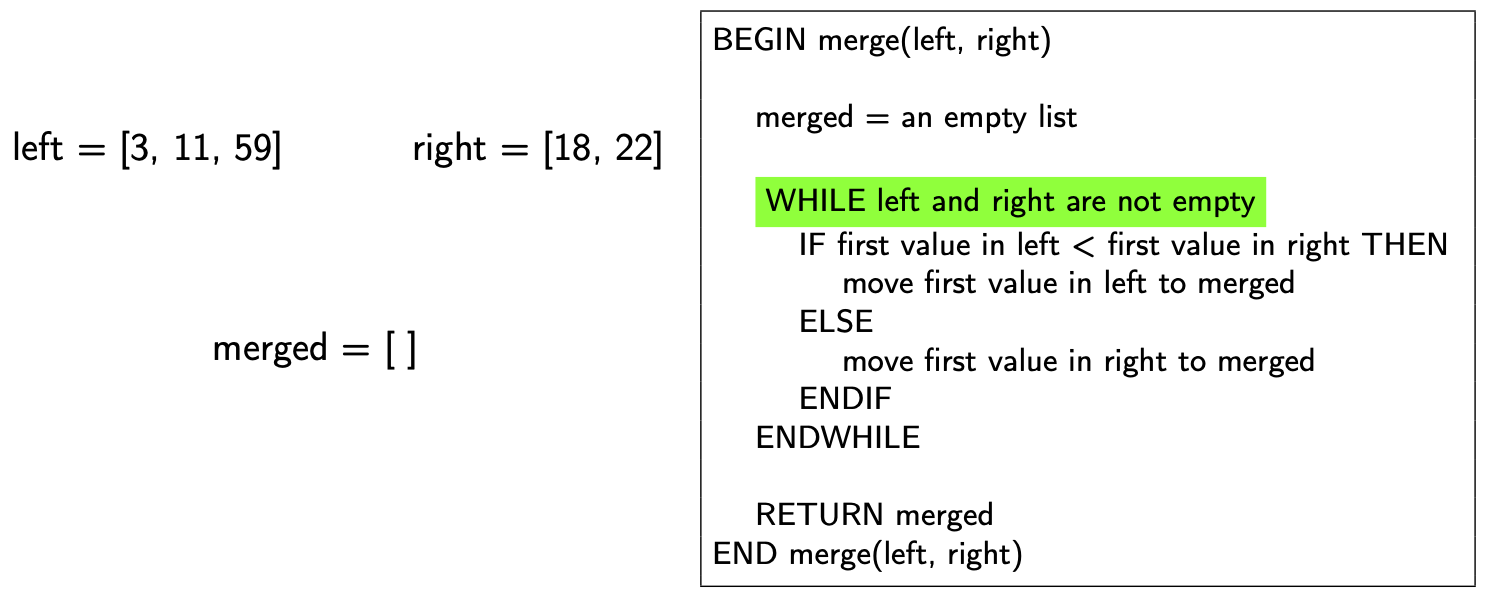 left = [3, 11, 59]
right = [18, 22]
merged = [ ]
BEGIN merge(left, right)
merged = an empty list
WHILE left and right are not empty
IF first value in left < first value in right THEN
move first value in left to merged
ELSE
move first value in right to merged
ENDIF
ENDWHILE
RETURN merged
END merge(left, right)